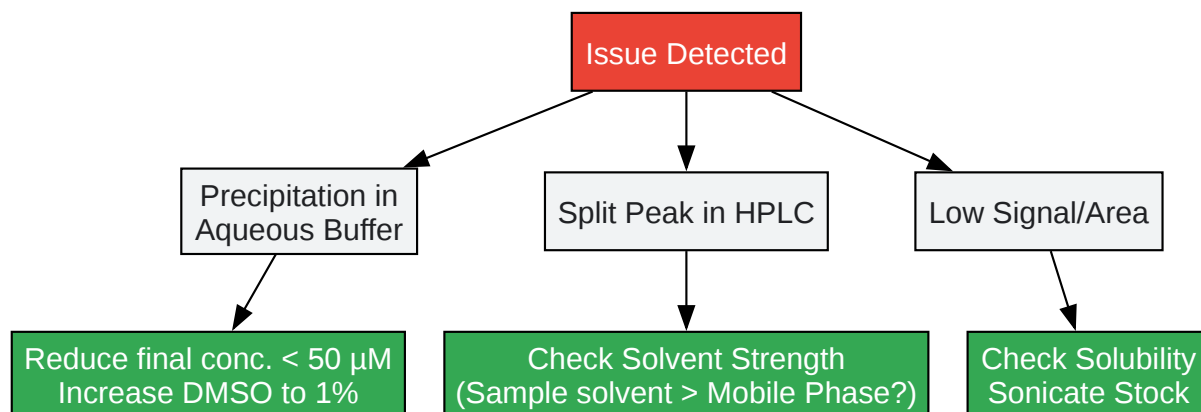 Issue Detected
Precipitation in
Aqueous Buffer
Split Peak in HPLC
Low Signal/Area
Reduce final conc. < 50 µM
Increase DMSO to 1%
Check Solvent Strength
(Sample solvent > Mobile Phase?)
Check Solubility
Sonicate Stock